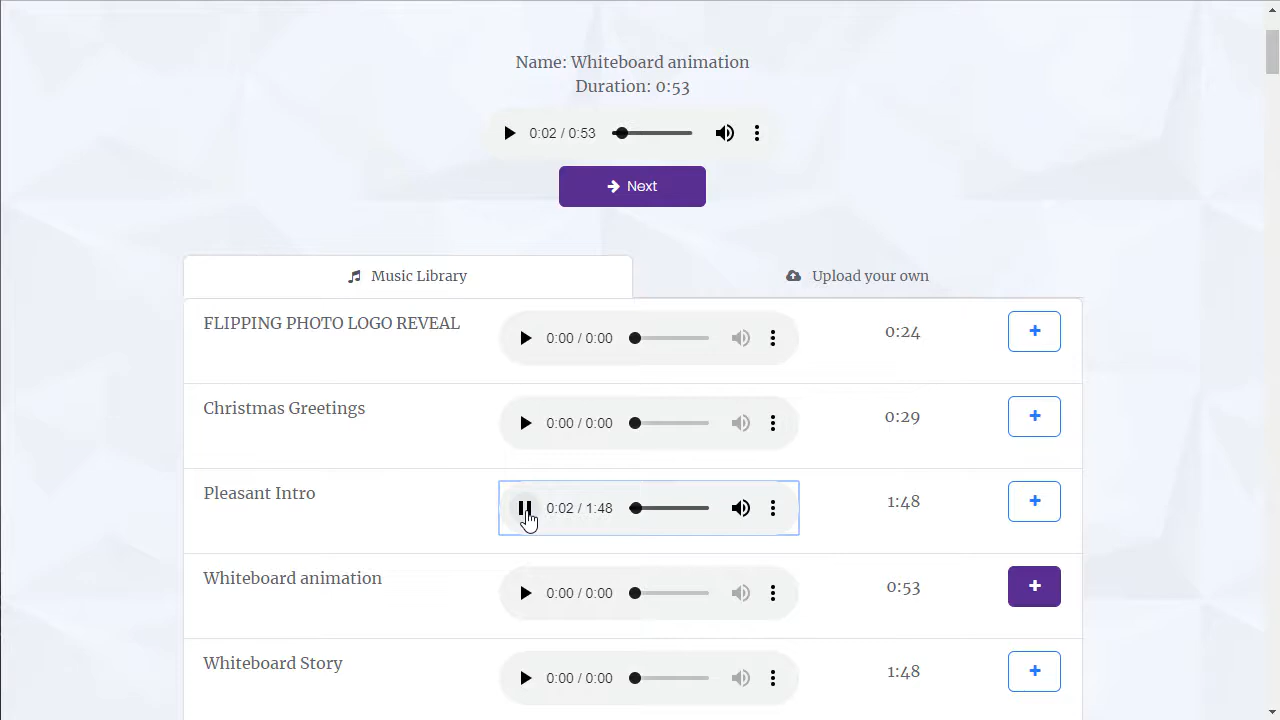 Name: Whiteboard animation
Duration: 0:53
0:02 / 0:53
Next
Music Library
Upload your own
FLIPPING PHOTO LOGO REVEAL
0:00 / 0:00
0:24
Christmas Greetings
0:00 / 0:00
0:29
Pleasant Intro
0:02 / 1:48
1:48
Whiteboard animation
0:00 / 0:00
0:53
Whiteboard Story
0:00 / 0:00
1:48